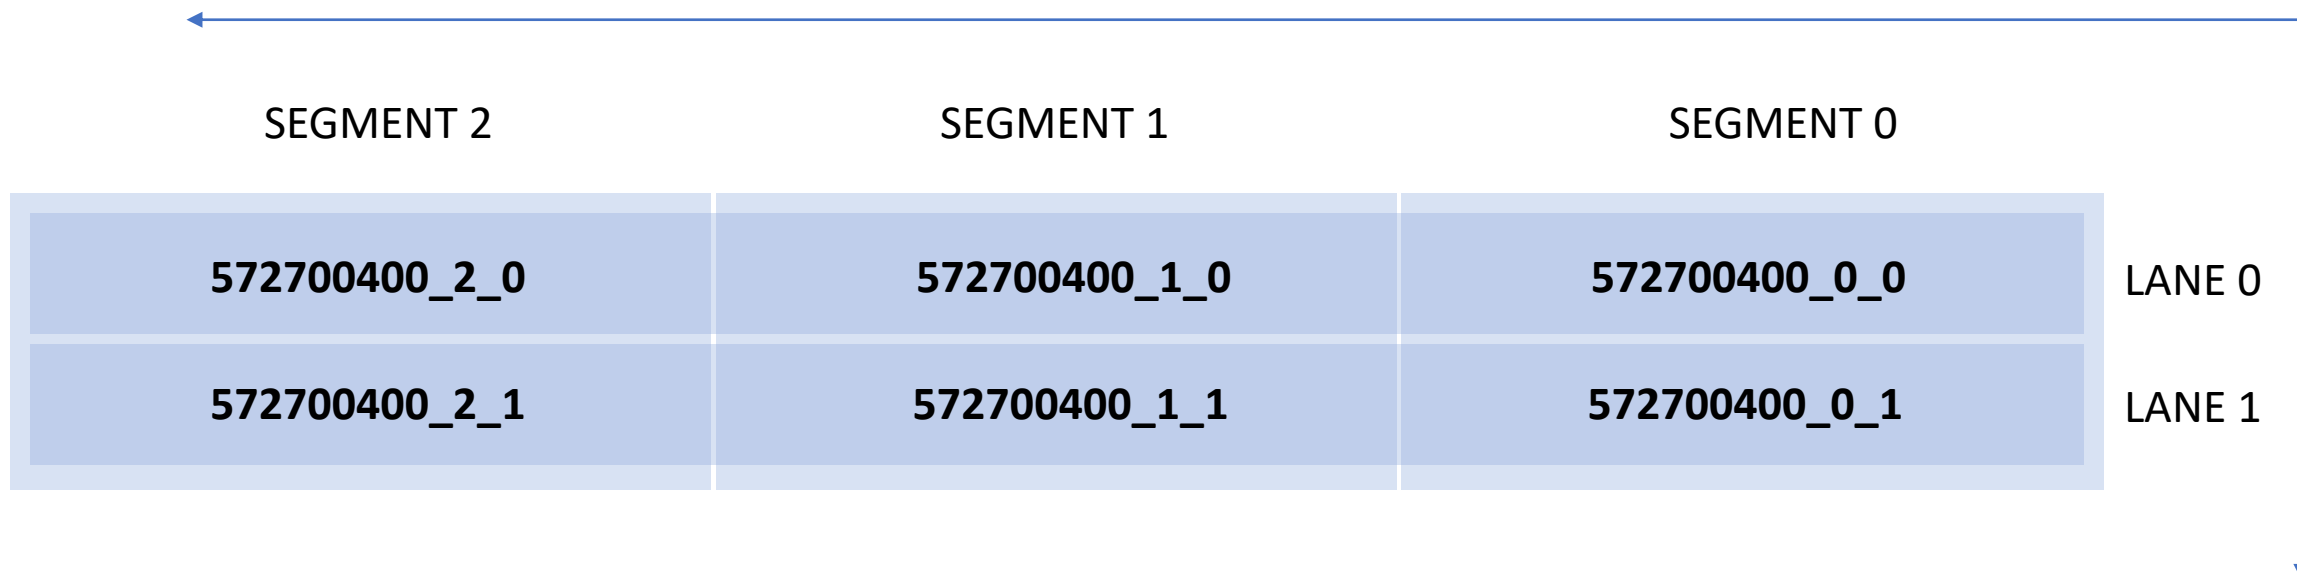 SEGMENT 2 SEGMENT 1 SEGMENT 0
572700400_2_0 572700400_1_0 572700400_0_0 LANE 0
572700400_2_1 572700400_1_1 572700400_0_1 LANE 1